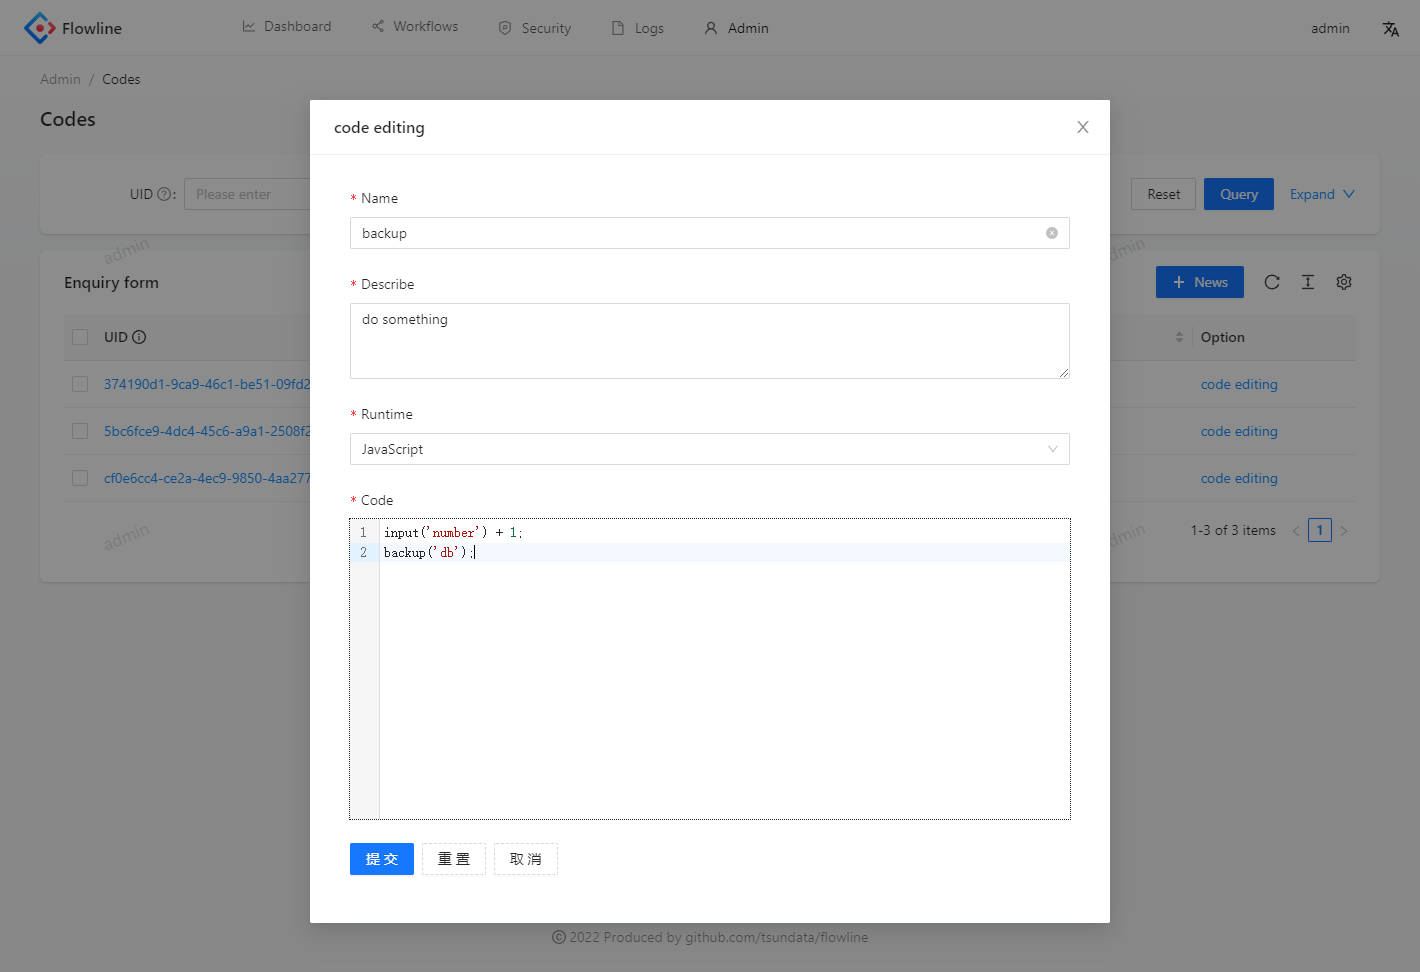 Flowline Dashboard Workflows Security Logs Admin admin
Admin / Codes
Codes
UID : Please enter Reset Query Expand
Enquiry form + News
UID Option
374190d1-9ca9-46c1-be51-09fd2 code editing
5bc6fce9-4dc4-45c6-a9a1-2508f2 code editing
cf0e6cc4-ce2a-4ec9-9850-4aa277 code editing
1-3 of 3 items < 1 >
admin
admin
admin
admin
code editing
* Name
backup
* Describe
do something
* Runtime
JavaScript
* Code
1 input('number') + 1;
2 backup('db');
提交 重置 取消
© 2022 Produced by github.com/tsundata/flowline